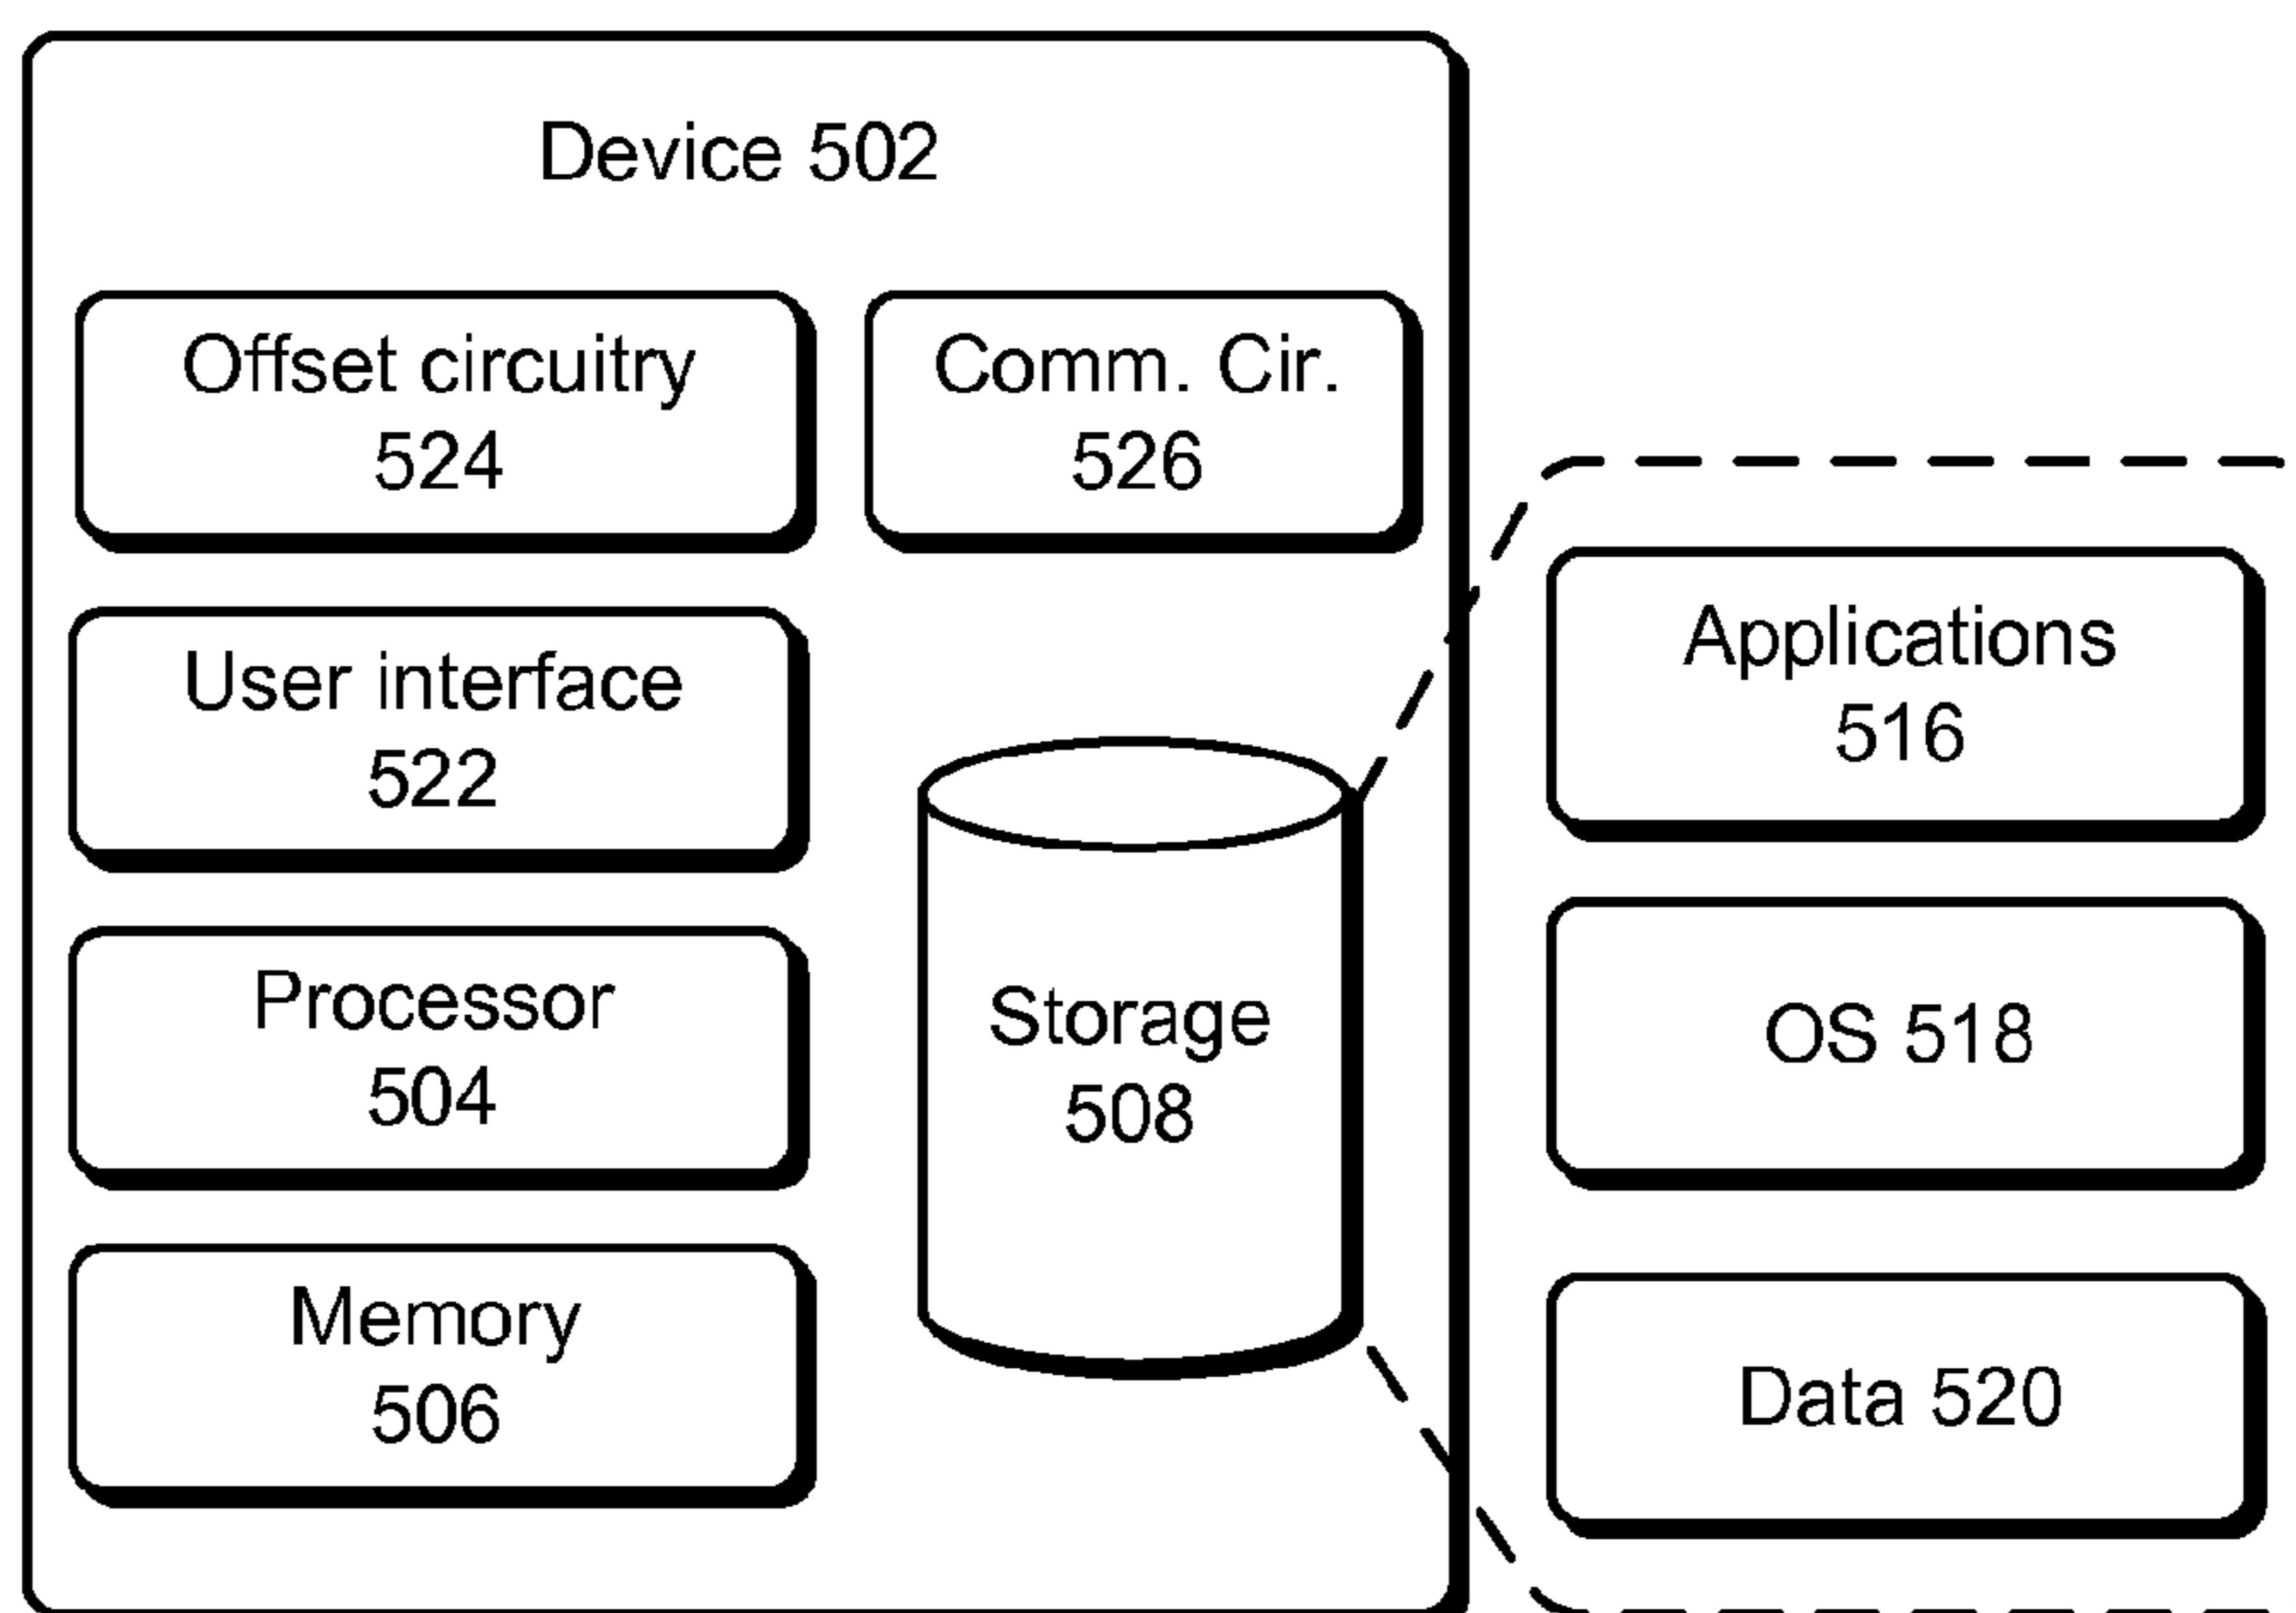 Device 502
Offset circuitry
524
Comm. Cir.
526
User interface
522
Processor
504
Memory
506
Storage
508
Applications
516
OS 518
Data 520